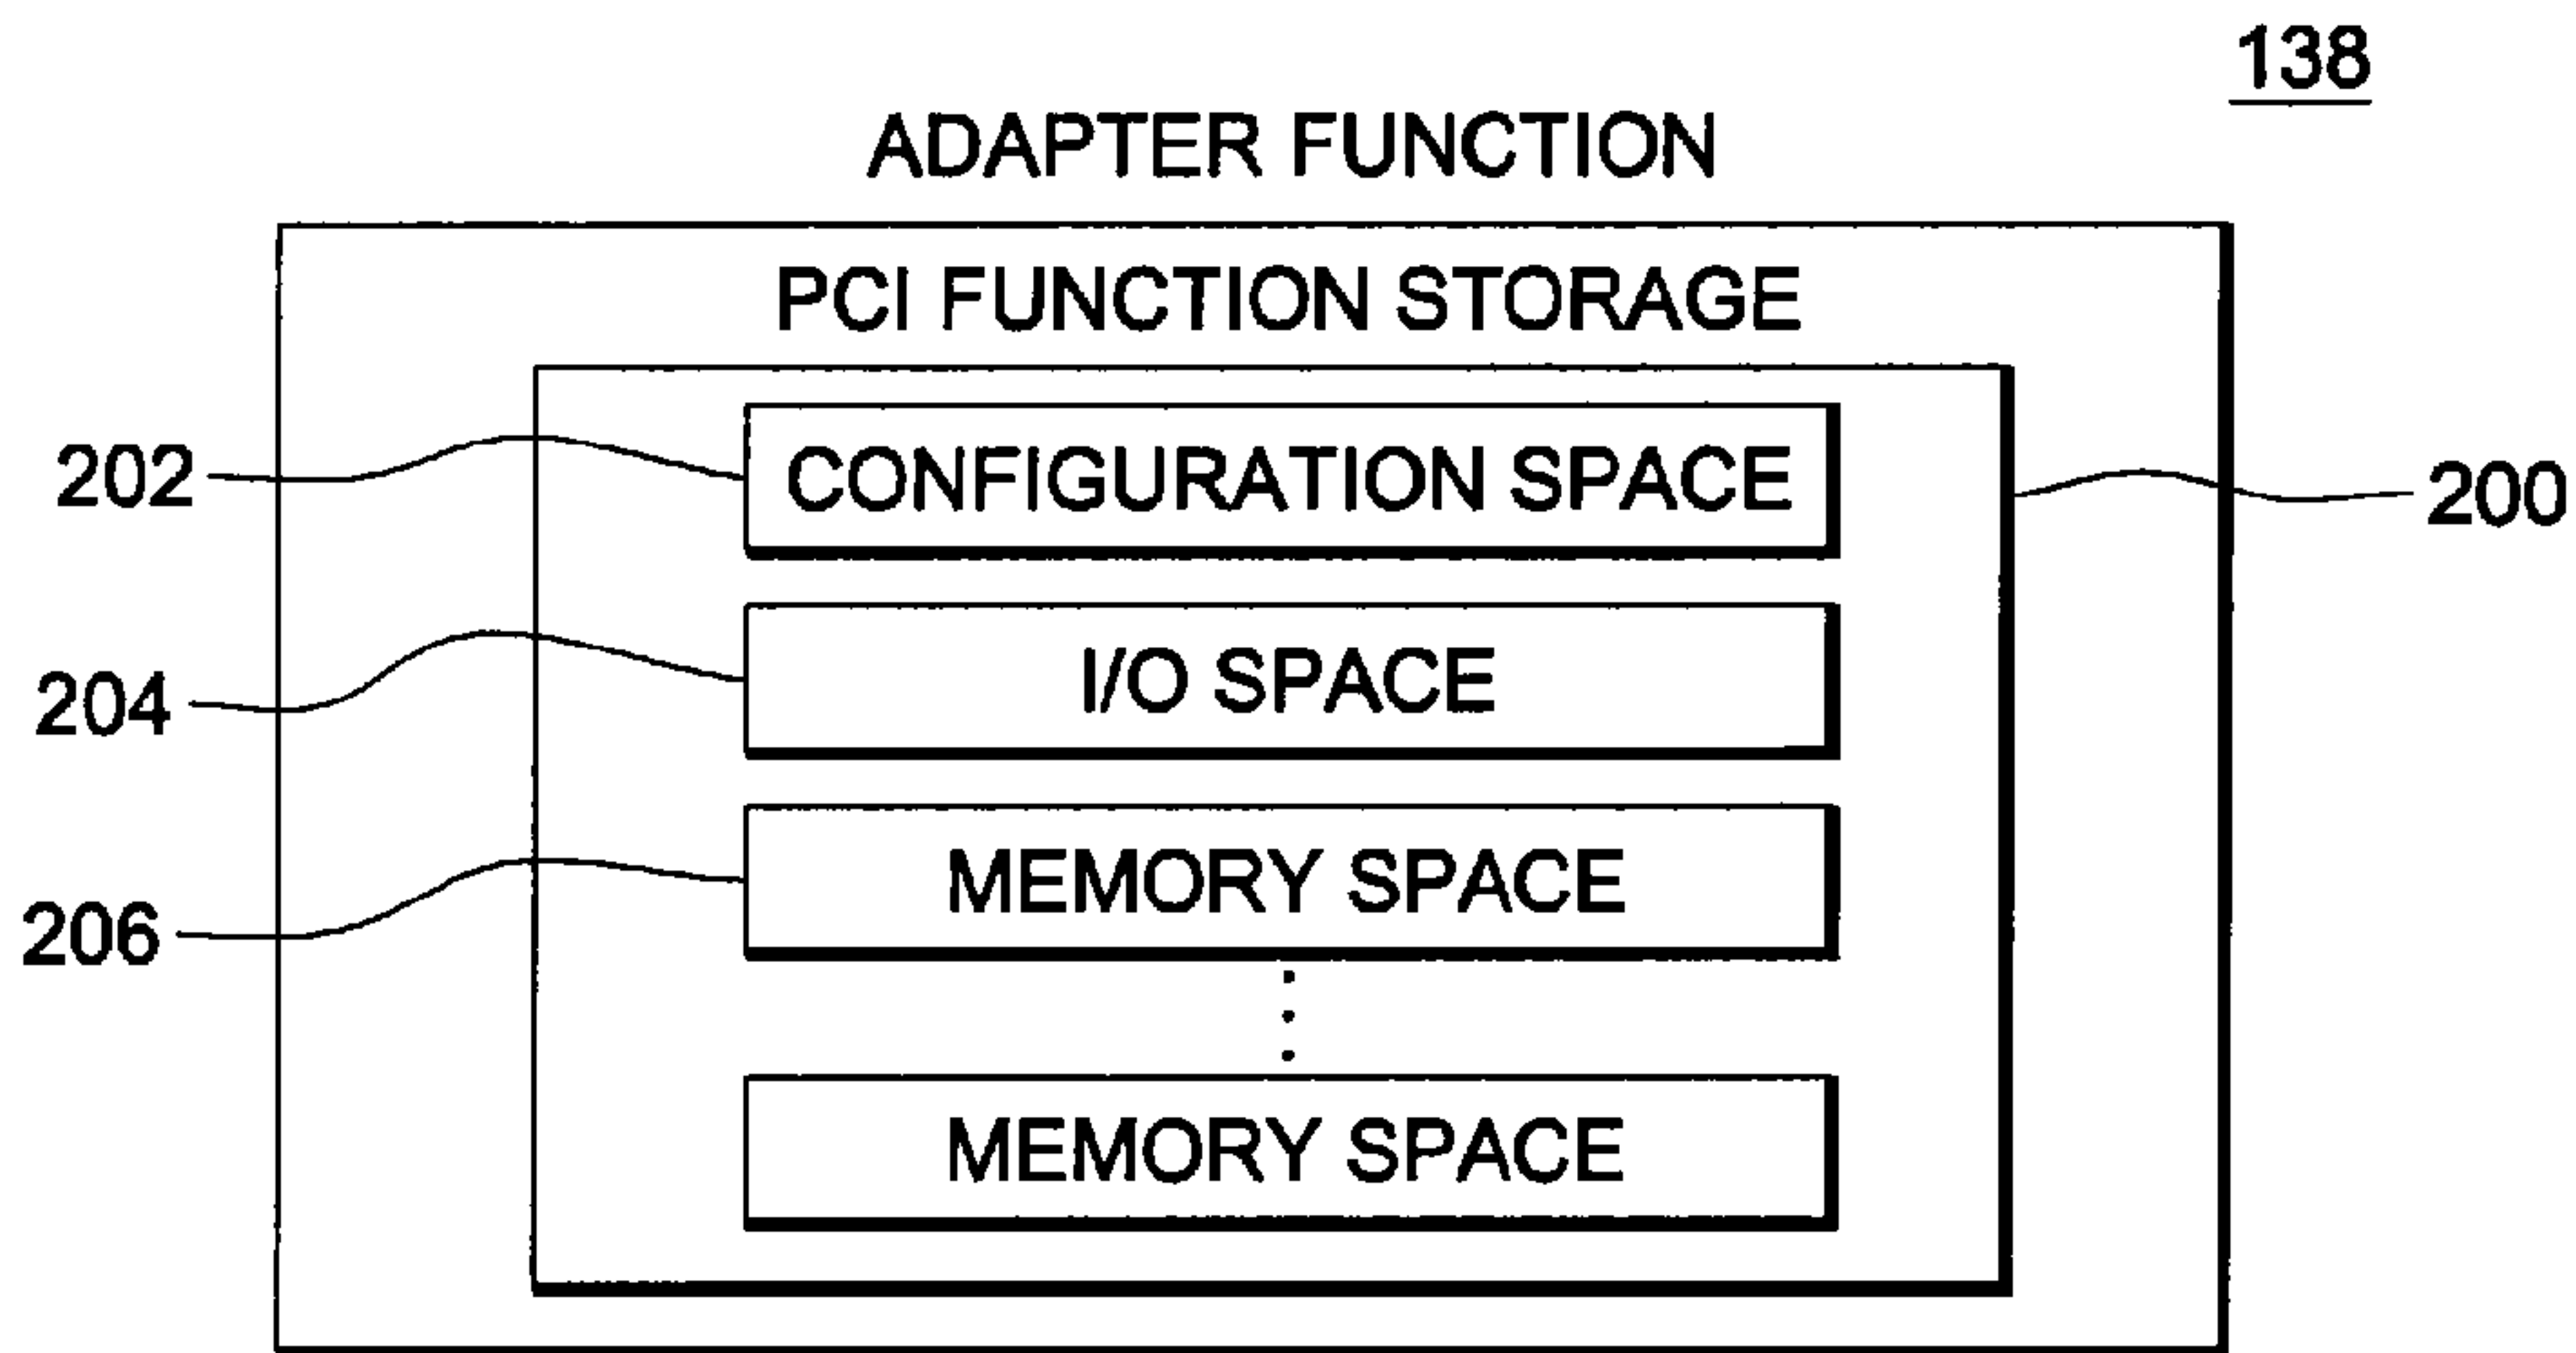 138
ADAPTER FUNCTION
PCI FUNCTION STORAGE
202
CONFIGURATION SPACE
200
204
I/O SPACE
206
MEMORY SPACE
MEMORY SPACE